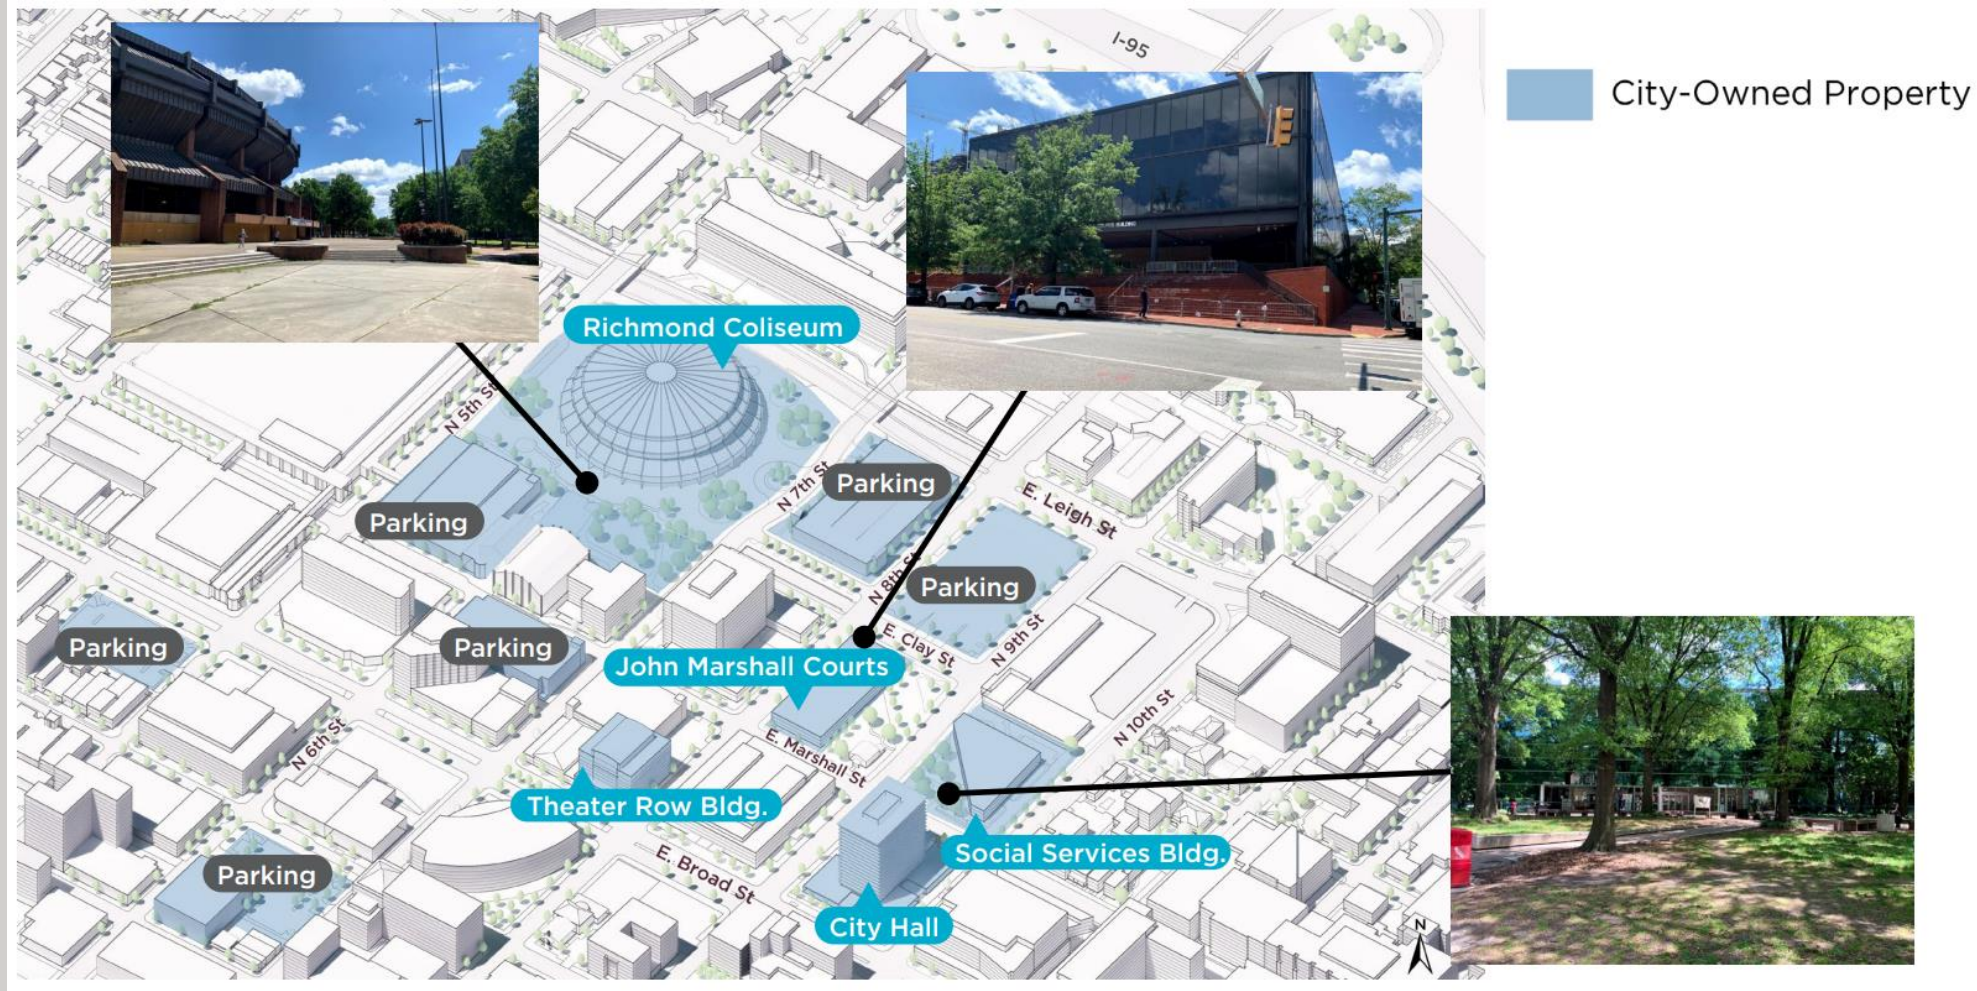 I-95
City-Owned Property
Richmond Coliseum
N 5th St
N 7th St
Parking
E. Leigh St
Parking
N 8th St
Parking
E. Clay St
N 9th St
Parking
Parking
John Marshall Courts
N 10th St
N 6th St
E. Marshall St
Theater Row Bldg.
Social Services Bldg.
E. Broad St
Parking
City Hall
N